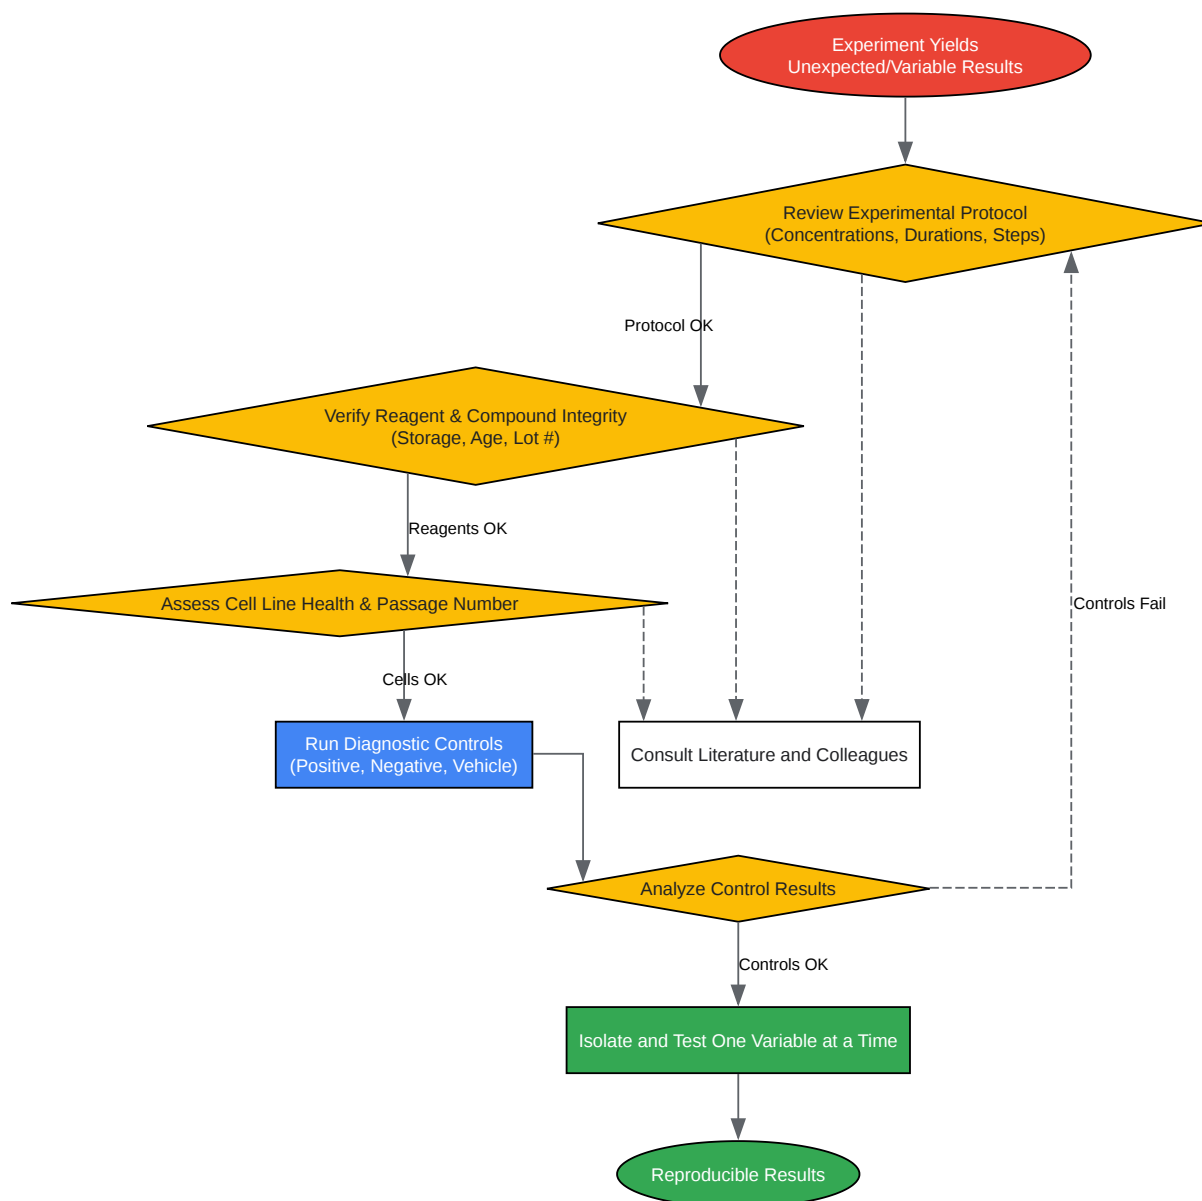 Experiment Yields
Unexpected/Variable Results
Review Experimental Protocol
(Concentrations, Durations, Steps)
Protocol OK
Verify Reagent & Compound Integrity
(Storage, Age, Lot #)
Reagents OK
Assess Cell Line Health & Passage Number
Controls Fail
Cells OK
Run Diagnostic Controls
(Positive, Negative, Vehicle)
Consult Literature and Colleagues
Analyze Control Results
Controls OK
Isolate and Test One Variable at a Time
Reproducible Results